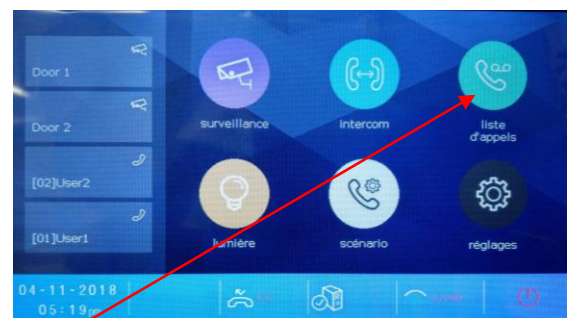 Door 1
Door 2
[02]User2
[01]User1
surveillance
intercom
liste
d'appels
lumière
scénario
réglages
04-11-2018
05:19pm